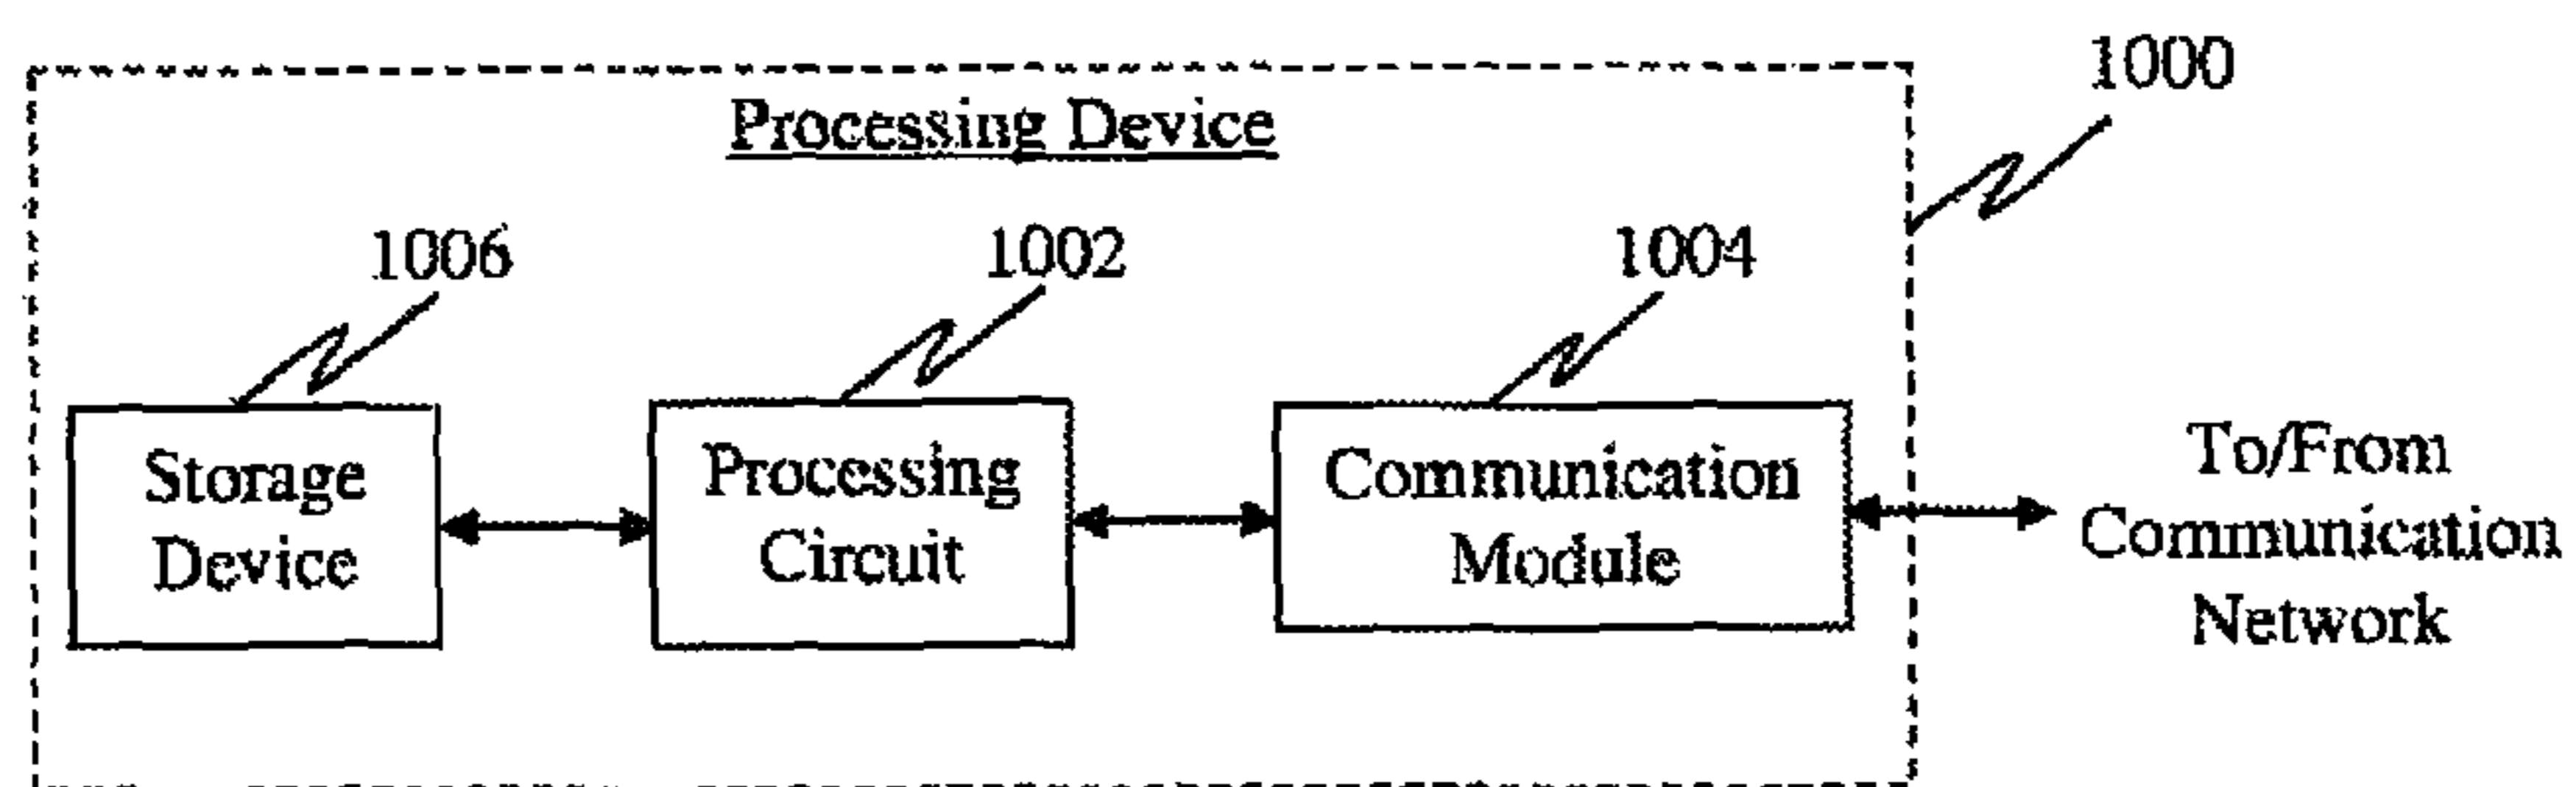 1000
Processing Device
1006
1002
1004
Storage
Device
Processing
Circuit
Communication
Module
To/From
Communication
Network